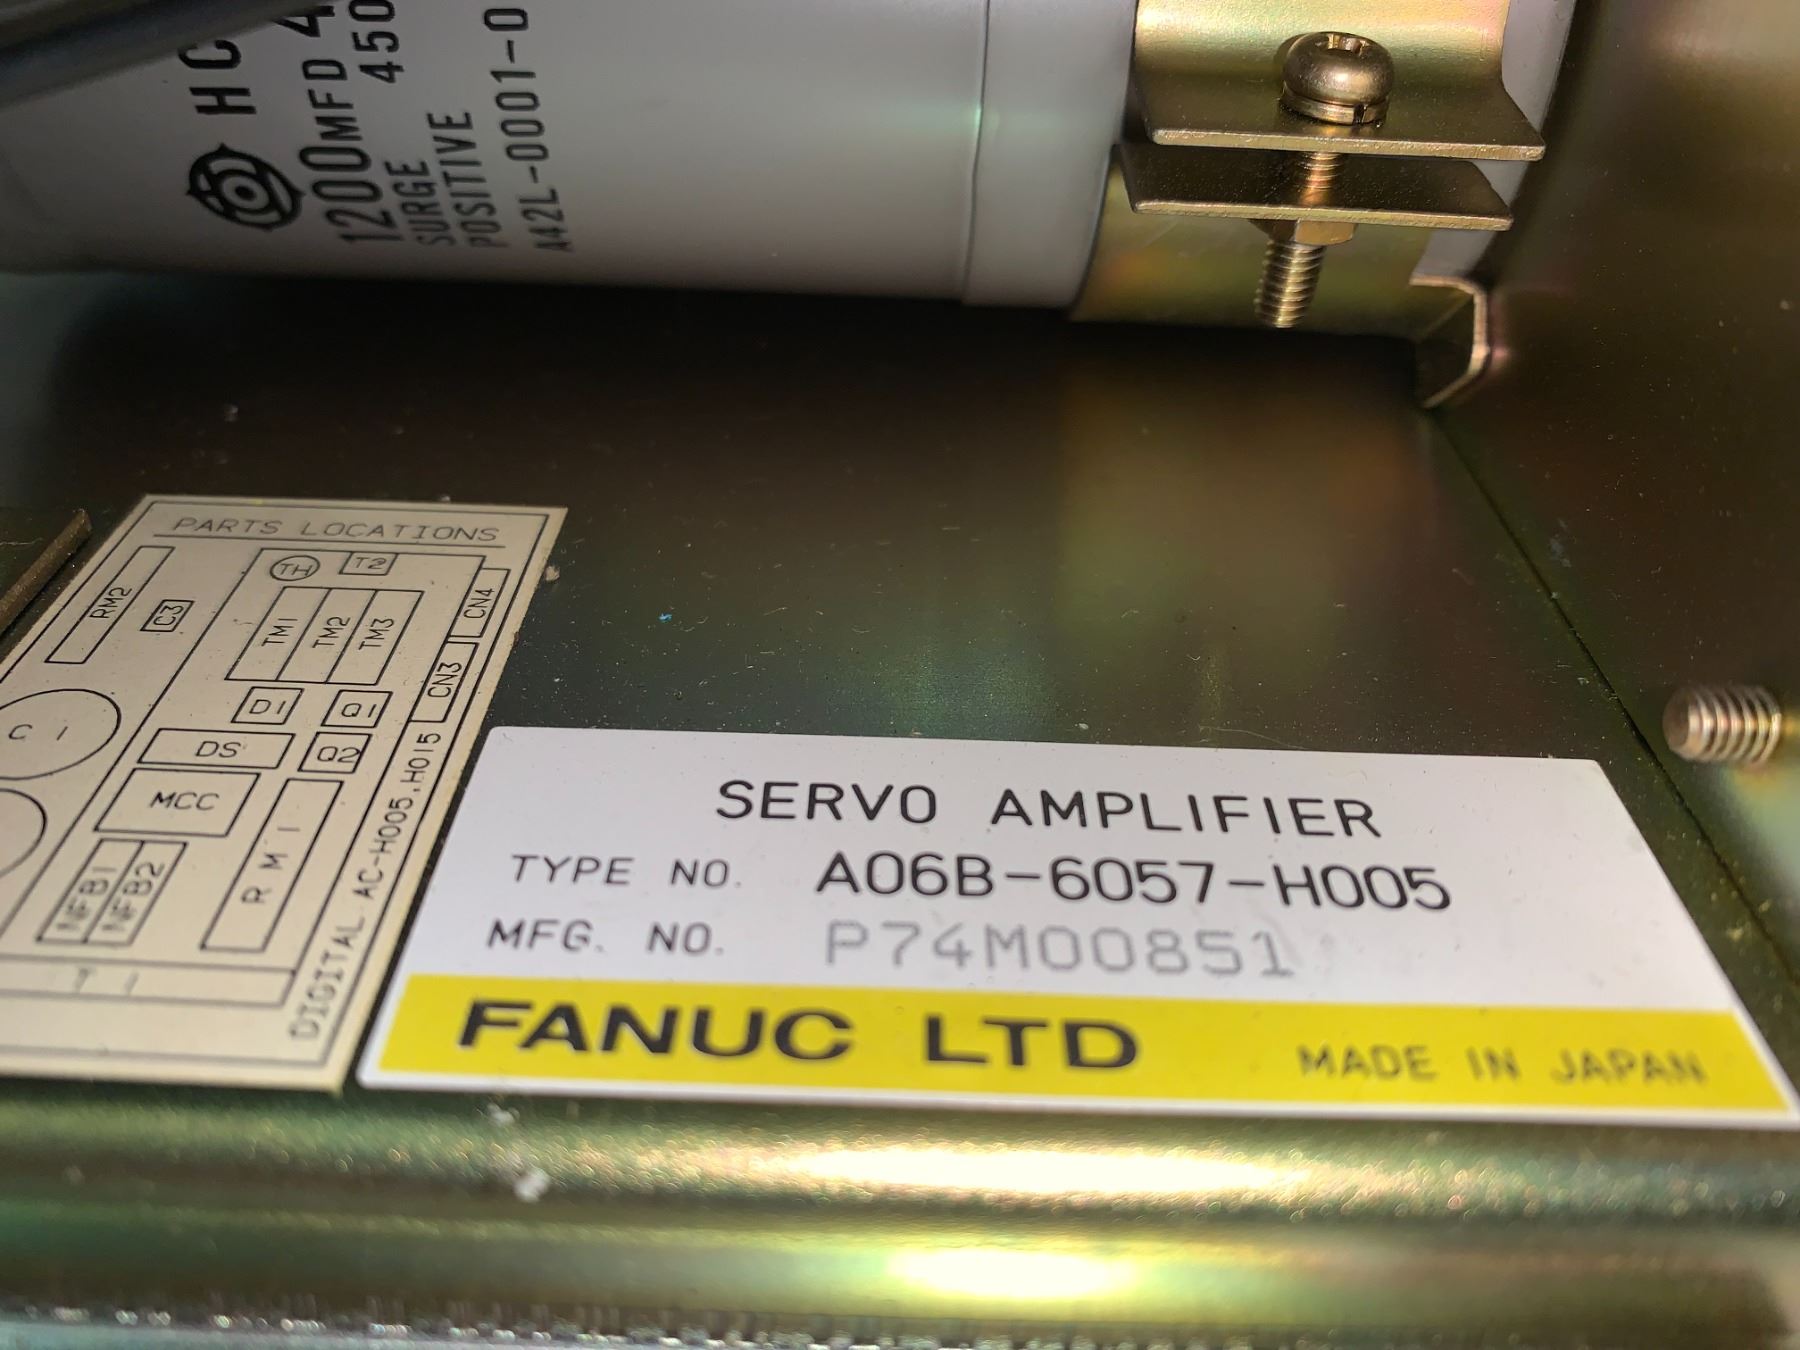 HC
1200MFD 4
450
SURGE
POSITIVE
A42L-0001-0
PARTS LOCATIONS
TH
T2
RM2
C3
TM1
TM2
TM3
CN4
CN3
D1
Q1
C 1
DS
Q2
MCC
RM1
NFB1
NFB2
T1
DIGITAL AC-H005,H015
SERVO AMPLIFIER
TYPE NO. A06B-6057-H005
MFG. NO. P74M00851
FANUC LTD MADE IN JAPAN